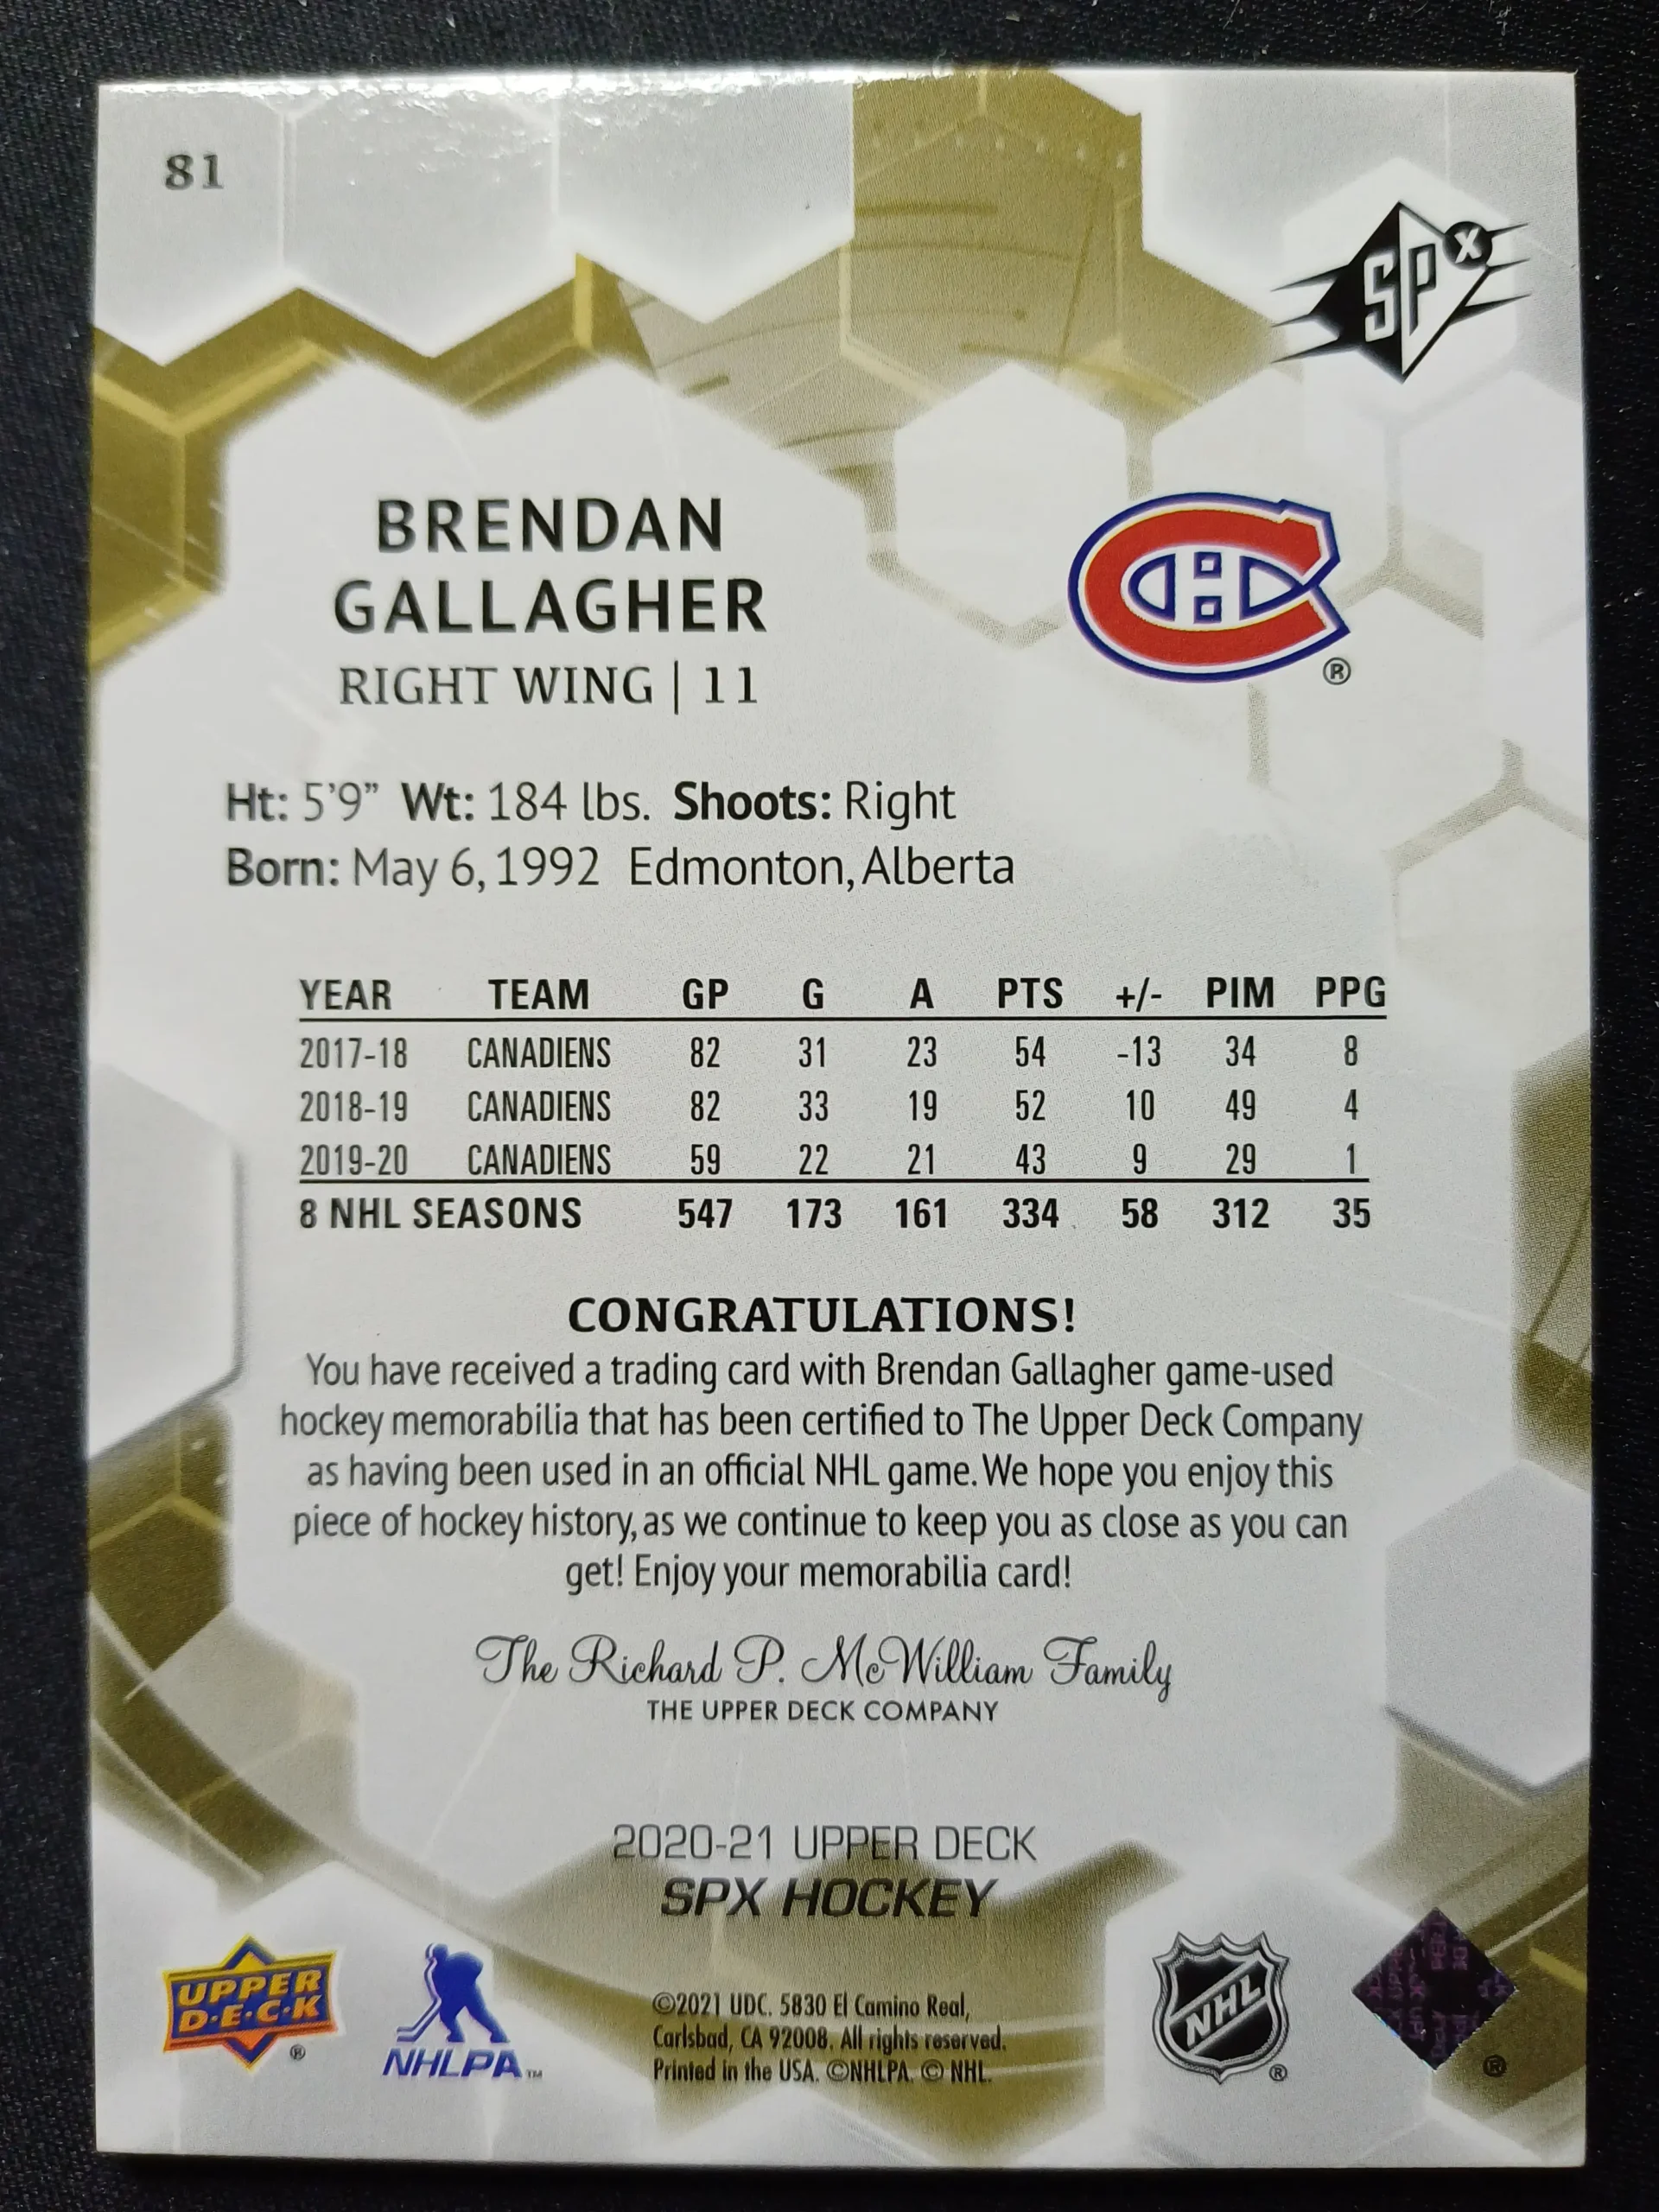 81
SPx
BRENDAN
GALLAGHER
RIGHT WING | 11
®
Ht: 5'9” Wt: 184 lbs. Shoots: Right
Born: May 6, 1992 Edmonton, Alberta
YEAR TEAM GP G A PTS +/- PIM PPG
2017-18 CANADIENS 82 31 23 54 -13 34 8
2018-19 CANADIENS 82 33 19 52 10 49 4
2019-20 CANADIENS 59 22 21 43 9 29 1
8 NHL SEASONS 547 173 161 334 58 312 35
CONGRATULATIONS!
You have received a trading card with Brendan Gallagher game-used
hockey memorabilia that has been certified to The Upper Deck Company
as having been used in an official NHL game. We hope you enjoy this
piece of hockey history, as we continue to keep you as close as you can
get! Enjoy your memorabilia card!
The Richard P. McWilliam Family
THE UPPER DECK COMPANY
2020-21 UPPER DECK
SPX HOCKEY
UPPER
D·E·C·K
®
NHLPA™
©2021 UDC. 5830 El Camino Real,
Carlsbad, CA 92008. All rights reserved.
Printed in the USA. ©NHLPA. © NHL.
NHL
®
®